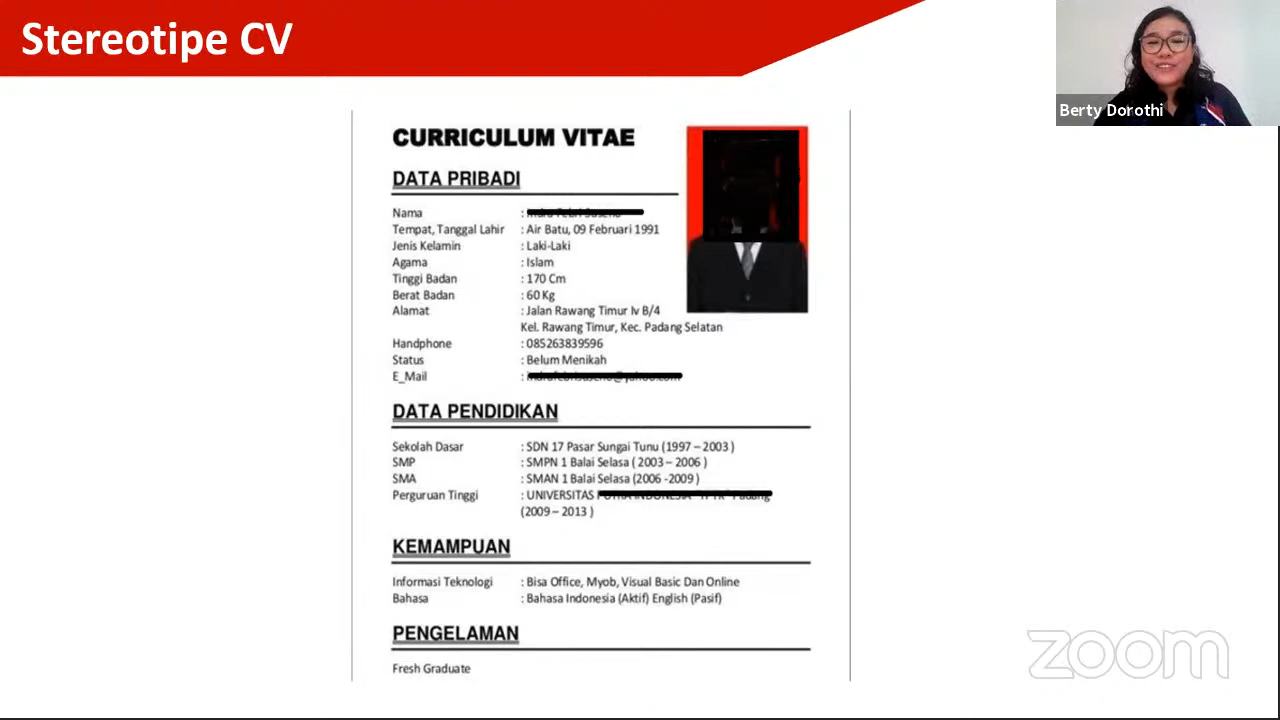 Stereotipe CV
Berty Dorothi
CURRICULUM VITAE
DATA PRIBADI
Nama :
Tempat, Tanggal Lahir : Air Batu, 09 Februari 1991
Jenis Kelamin : Laki-Laki
Agama : Islam
Tinggi Badan : 170 Cm
Berat Badan : 60 Kg
Alamat : Jalan Rawang Timur Iv B/4
Kel. Rawang Timur, Kec. Padang Selatan
Handphone : 085263839596
Status : Belum Menikah
E_Mail :
DATA PENDIDIKAN
Sekolah Dasar : SDN 17 Pasar Sungai Tunu (1997 – 2003 )
SMP : SMPN 1 Balai Selasa ( 2003 – 2006 )
SMA : SMAN 1 Balai Selasa (2006 -2009 )
Perguruan Tinggi : UNIVERSITAS
(2009 – 2013 )
KEMAMPUAN
Informasi Teknologi : Bisa Office, Myob, Visual Basic Dan Online
Bahasa : Bahasa Indonesia (Aktif) English (Pasif)
PENGELAMAN
Fresh Graduate
zoom